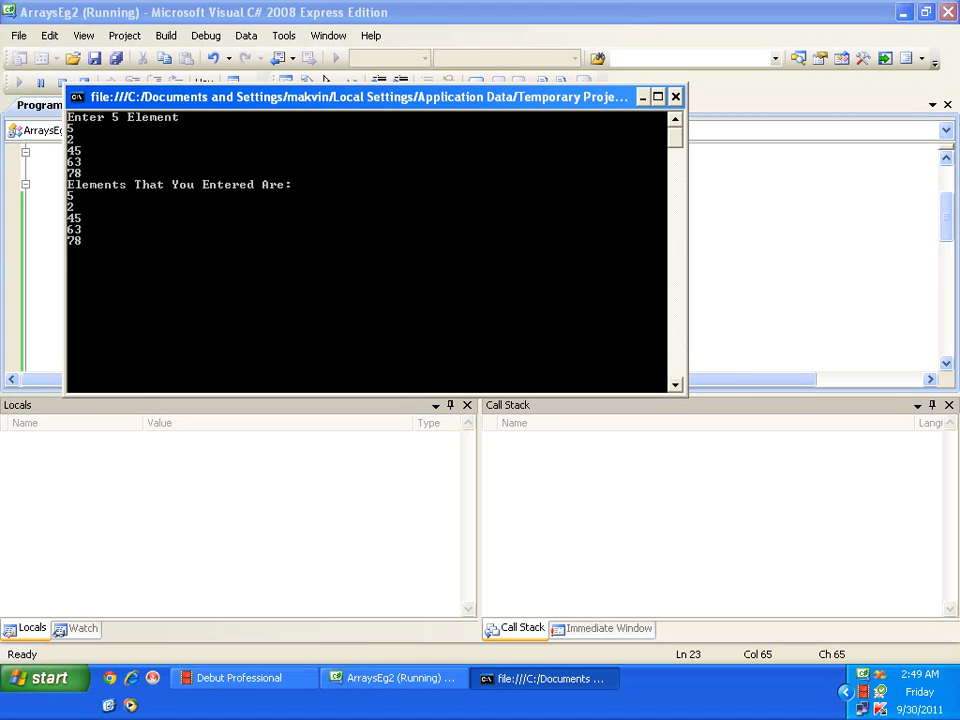 ArraysEg2 (Running) - Microsoft Visual C# 2008 Express Edition
File Edit View Project Build Debug Data Tools Window Help
Program
file:///C:/Documents and Settings/makvin/Local Settings/Application Data/Temporary Proje...
ArraysEg
Enter 5 Element
5
2
45
63
78
Elements That You Entered Are:
5
2
45
63
78
Locals
Call Stack
Name Value Type
Name Lang
Locals Watch
Call Stack Immediate Window
Ready Ln 23 Col 65 Ch 65
start Debut Professional ArraysEg2 (Running) ... file:///C:/Documents ...
2:49 AM
Friday
9/30/2011